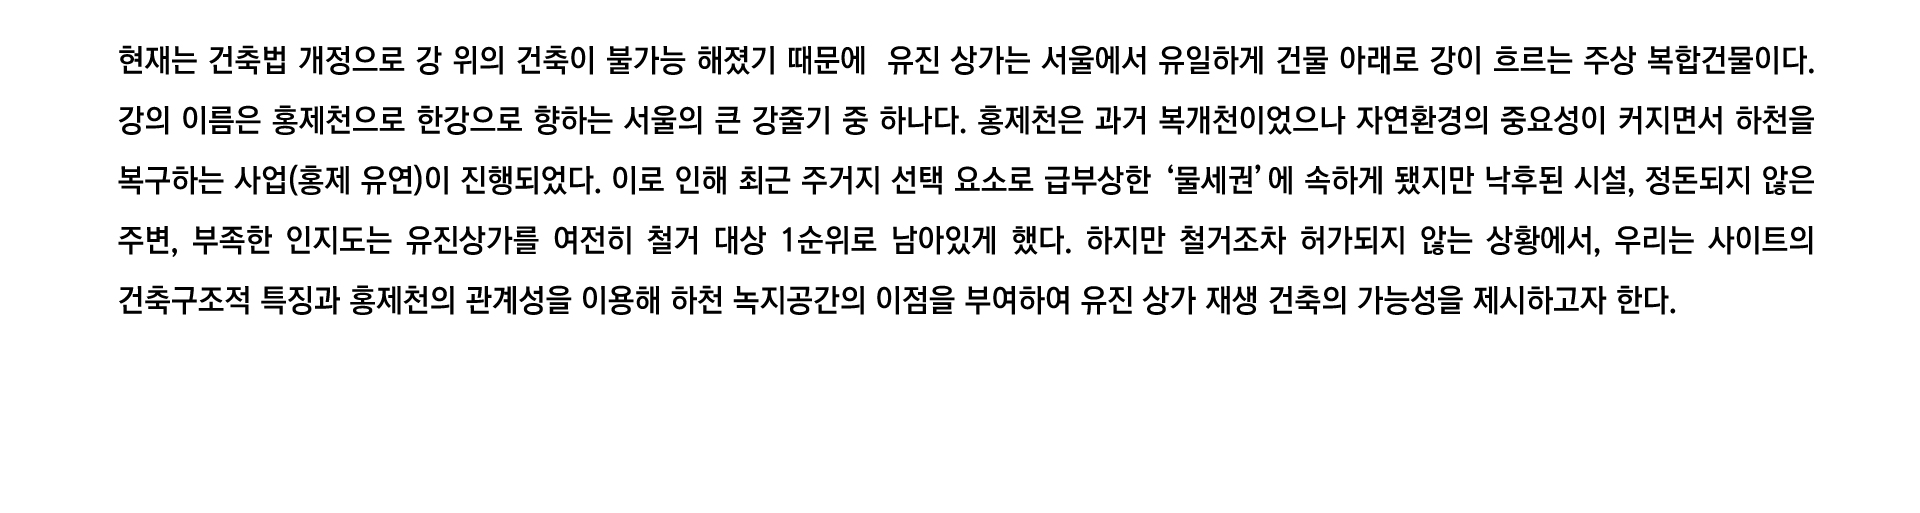 현재는 건축법 개정으로 강 위의 건축이 불가능 해졌기 때문에  유진 상가는 서울에서 유일하게 건물 아래로 강이 흐르는 주상 복합건물이다.
강의 이름은 홍제천으로 한강으로 향하는 서울의 큰 강줄기 중 하나다. 홍제천은 과거 복개천이었으나 자연환경의 중요성이 커지면서 하천을
복구하는 사업(홍제 유연)이 진행되었다. 이로 인해 최근 주거지 선택 요소로 급부상한 ‘물세권’에 속하게 됐지만 낙후된 시설, 정돈되지 않은
주변, 부족한 인지도는 유진상가를 여전히 철거 대상 1순위로 남아있게 했다. 하지만 철거조차 허가되지 않는 상황에서, 우리는 사이트의
건축구조적 특징과 홍제천의 관계성을 이용해 하천 녹지공간의 이점을 부여하여 유진 상가 재생 건축의 가능성을 제시하고자 한다.